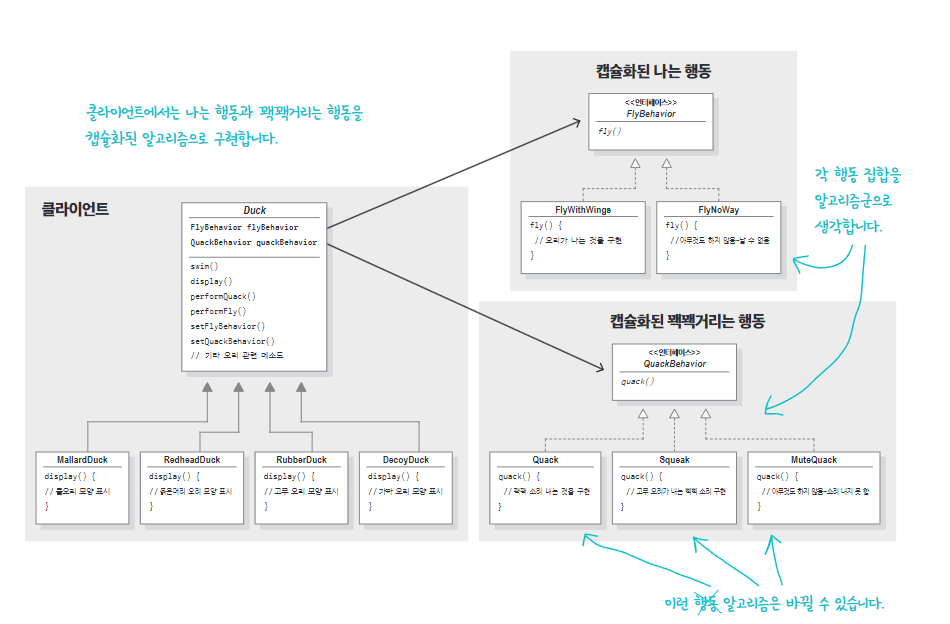 클라이언트에서는 나는 행동과 꽥꽥거리는 행동을
캡슐화된 알고리즘으로 구현합니다.
클라이언트
Duck
FlyBehavior flyBehavior
QuackBehavior quackBehavior
swim()
display()
performQuack()
performFly()
setFlyBehavior()
setQuackBehavior()
// 기타 오리 관련 메소드
MallardDuck
display() {
// 물오리 모양 표시
}
RedheadDuck
display() {
// 붉은머리 오리 모양 표시
}
RubberDuck
display() {
// 고무 오리 모양 표시
}
DecoyDuck
display() {
// 가짜 오리 모양 표시
}
캡슐화된 나는 행동
<<인터페이스>>
FlyBehavior
fly()
FlyWithWings
fly() {
// 오리가 나는 것을 구현
}
FlyNoWay
fly() {
// 아무것도 하지 않음-날 수 없음
}
각 행동 집합을
알고리즘군으로
생각합니다.
캡슐화된 꽥꽥거리는 행동
<<인터페이스>>
QuackBehavior
quack()
Quack
quack() {
// 꽥꽥 소리 내는 것을 구현
}
Squeak
quack() {
// 고무 오리가 내는 삑삑 소리 구현
}
MuteQuack
quack() {
// 아무것도 하지 않음-소리 내지 못 함
}
이런 행동 알고리즘은 바뀔 수 있습니다.